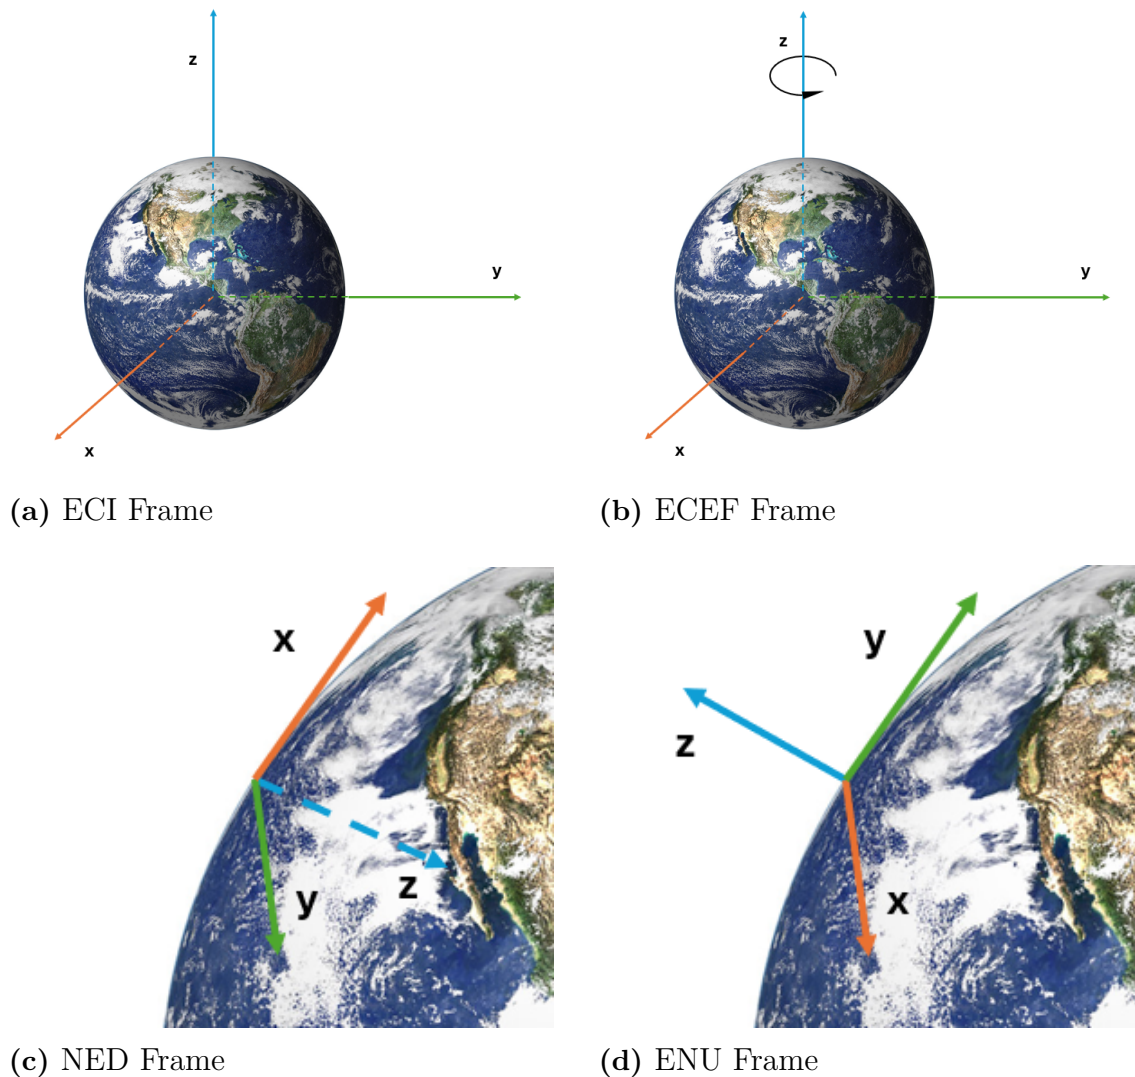 z
y
x
(a) ECI Frame
z
y
x
(b) ECEF Frame
x
y
z
(c) NED Frame
y
z
x
(d) ENU Frame